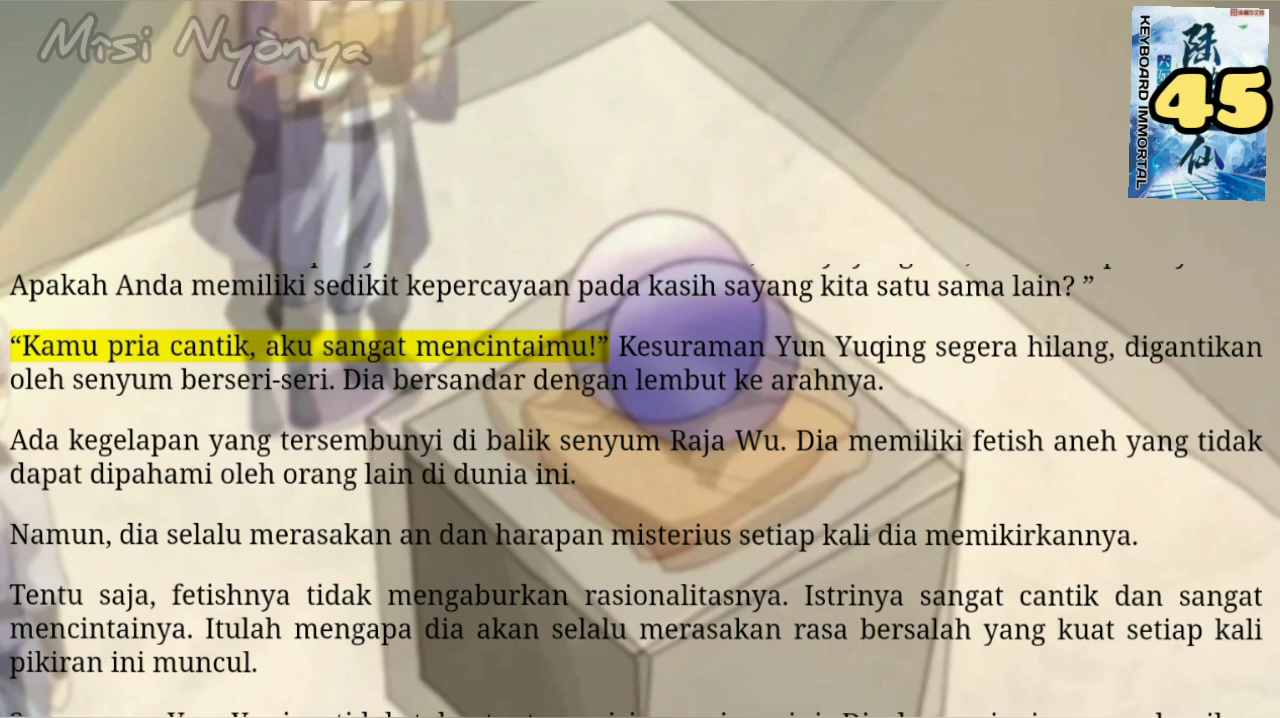 Mîsi Nyònya
KEYBOARD IMMORTAL
45
Apakah Anda memiliki sedikit kepercayaan pada kasih sayang kita satu sama lain? ”
“Kamu pria cantik, aku sangat mencintaimu!” Kesuraman Yun Yuqing segera hilang, digantikan
oleh senyum berseri-seri. Dia bersandar dengan lembut ke arahnya.
Ada kegelapan yang tersembunyi di balik senyum Raja Wu. Dia memiliki fetish aneh yang tidak
dapat dipahami oleh orang lain di dunia ini.
Namun, dia selalu merasakan an dan harapan misterius setiap kali dia memikirkannya.
Tentu saja, fetishnya tidak mengaburkan rasionalitasnya. Istrinya sangat cantik dan sangat
mencintainya. Itulah mengapa dia akan selalu merasakan rasa bersalah yang kuat setiap kali
pikiran ini muncul.